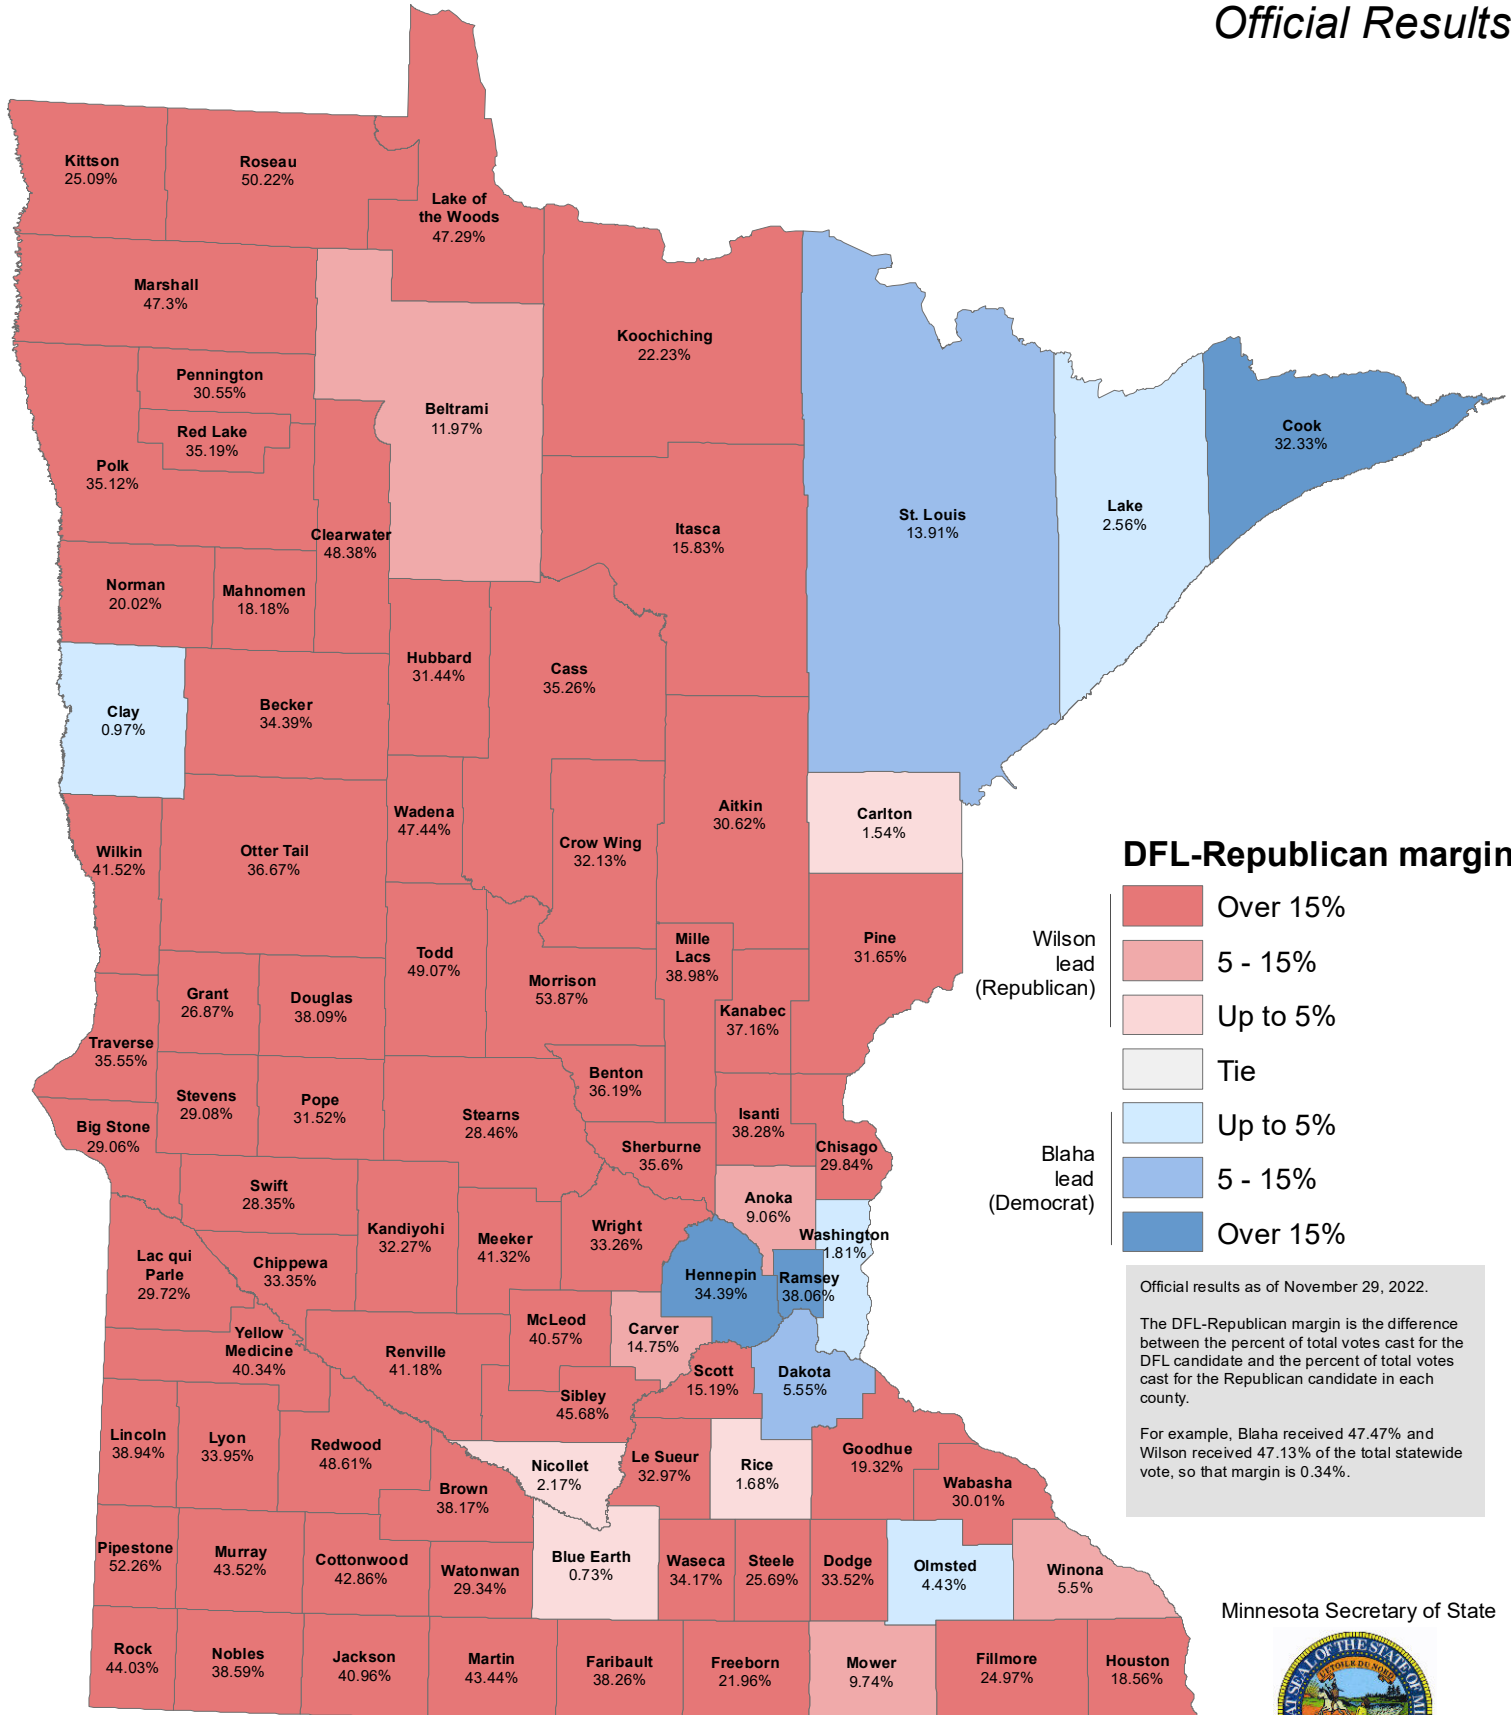 Official Results
Kittson
25.09%
Roseau
50.22%
Lake of
the Woods
47.29%
Marshall
47.3%
Koochiching
22.23%
Pennington
30.55%
Red Lake
35.19%
Polk
35.12%
Beltrami
11.97%
Cook
32.33%
Clearwater
48.38%
Itasca
15.83%
St. Louis
13.91%
Lake
2.56%
Norman
20.02%
Mahnomen
18.18%
Hubbard
31.44%
Cass
35.26%
Clay
0.97%
Becker
34.39%
Wadena
47.44%
Crow Wing
32.13%
Aitkin
30.62%
Carlton
1.54%
Wilkin
41.52%
Otter Tail
36.67%
Todd
49.07%
Morrison
53.87%
Mille
Lacs
38.98%
Pine
31.65%
Grant
26.87%
Douglas
38.09%
Kanabec
37.16%
Traverse
35.55%
Stevens
29.08%
Pope
31.52%
Stearns
28.46%
Benton
36.19%
Isanti
38.28%
Big Stone
29.06%
Sherburne
35.6%
Chisago
29.84%
Swift
28.35%
Kandiyohi
32.27%
Meeker
41.32%
Wright
33.26%
Anoka
9.06%
Washington
1.81%
Lac qui
Parle
29.72%
Chippewa
33.35%
Hennepin
34.39%
Ramsey
38.06%
Yellow
Medicine
40.34%
Renville
41.18%
McLeod
40.57%
Carver
14.75%
Scott
15.19%
Dakota
5.55%
Sibley
45.68%
Lincoln
38.94%
Lyon
33.95%
Redwood
48.61%
Brown
38.17%
Nicollet
2.17%
Le Sueur
32.97%
Rice
1.68%
Goodhue
19.32%
Wabasha
30.01%
Pipestone
52.26%
Murray
43.52%
Cottonwood
42.86%
Watonwan
29.34%
Blue Earth
0.73%
Waseca
34.17%
Steele
25.69%
Dodge
33.52%
Olmsted
4.43%
Winona
5.5%
Rock
44.03%
Nobles
38.59%
Jackson
40.96%
Martin
43.44%
Faribault
38.26%
Freeborn
21.96%
Mower
9.74%
Fillmore
24.97%
Houston
18.56%
DFL-Republican margin
Wilson
lead
(Republican)
Over 15%
5 - 15%
Up to 5%
Tie
Blaha
lead
(Democrat)
Up to 5%
5 - 15%
Over 15%
Official results as of November 29, 2022.
The DFL-Republican margin is the difference
between the percent of total votes cast for the
DFL candidate and the percent of total votes
cast for the Republican candidate in each
county.
For example, Blaha received 47.47% and
Wilson received 47.13% of the total statewide
vote, so that margin is 0.34%.
Minnesota Secretary of State
L'ETOILE DU NORD